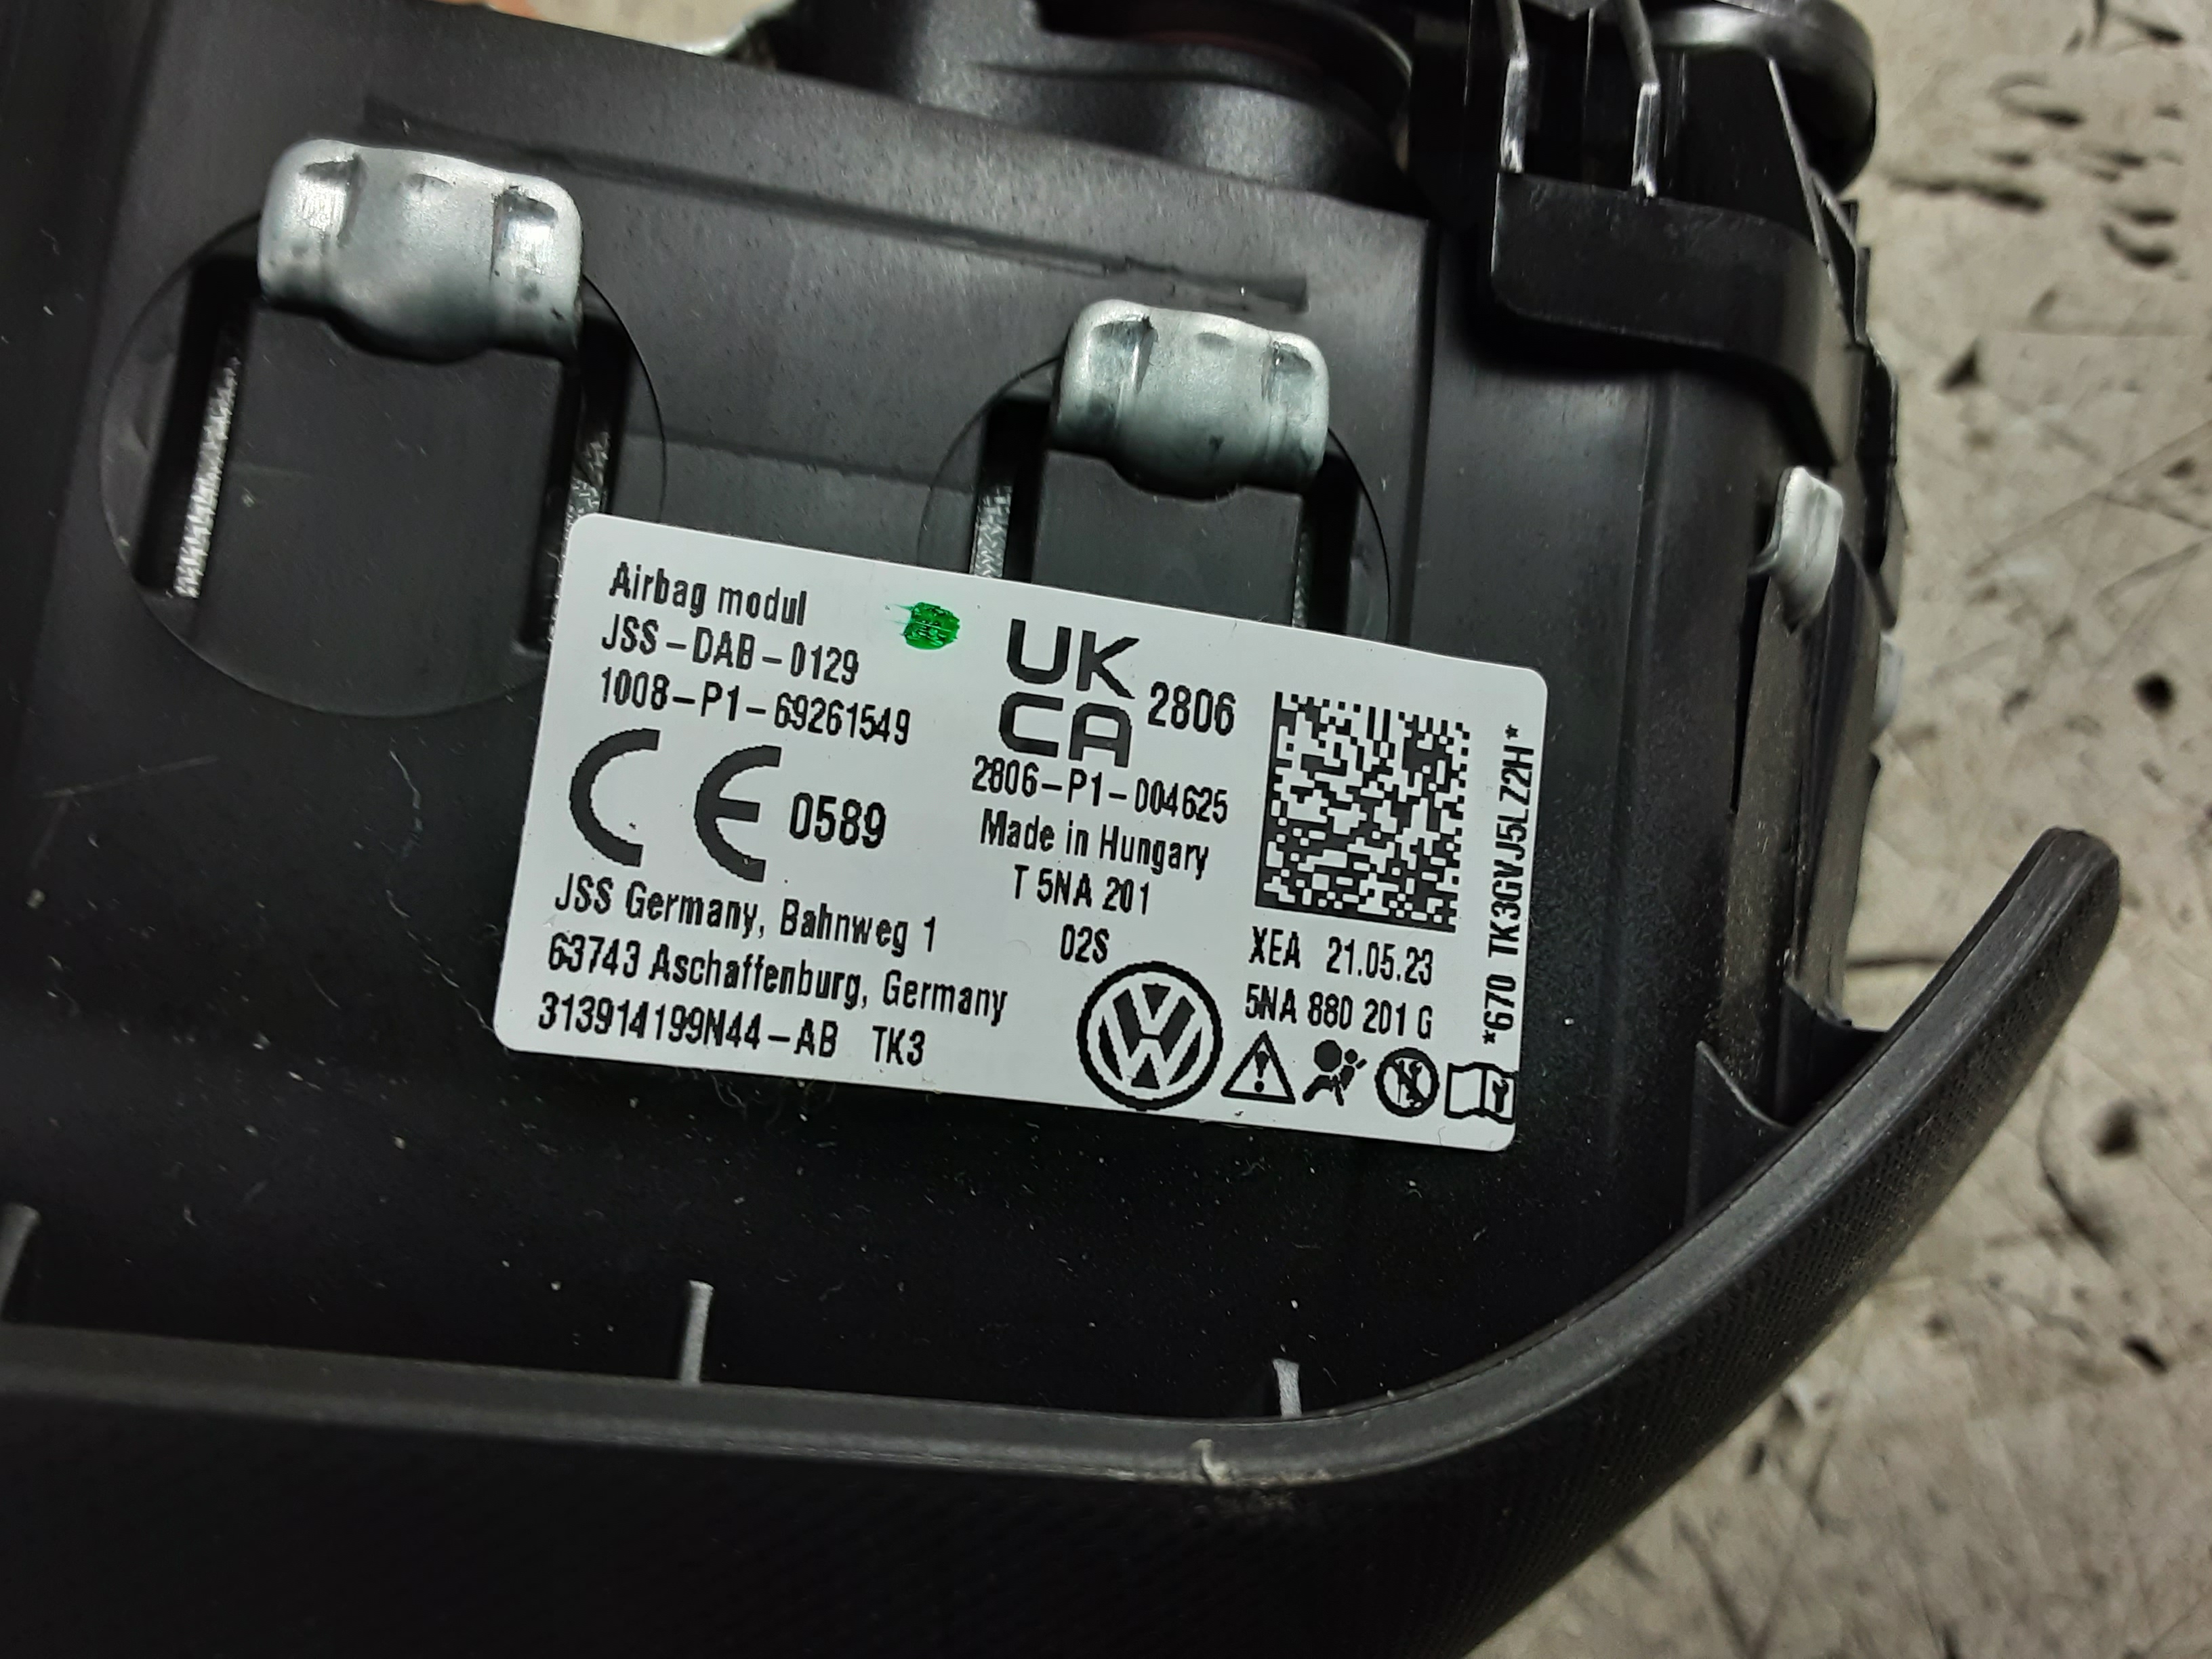 Airbag modul
JSS-DAB-0129
1008-P1-69261549
CE 0589
JSS Germany, Bahnweg 1
63743 Aschaffenburg, Germany
313914199N44-AB TK3
UK
CA 2806
2806-P1-004625
Made in Hungary
T 5NA 201
02S
XEA 21.05.23
5NA 880 201 G
*670 TK3GVJ5LZ2H*